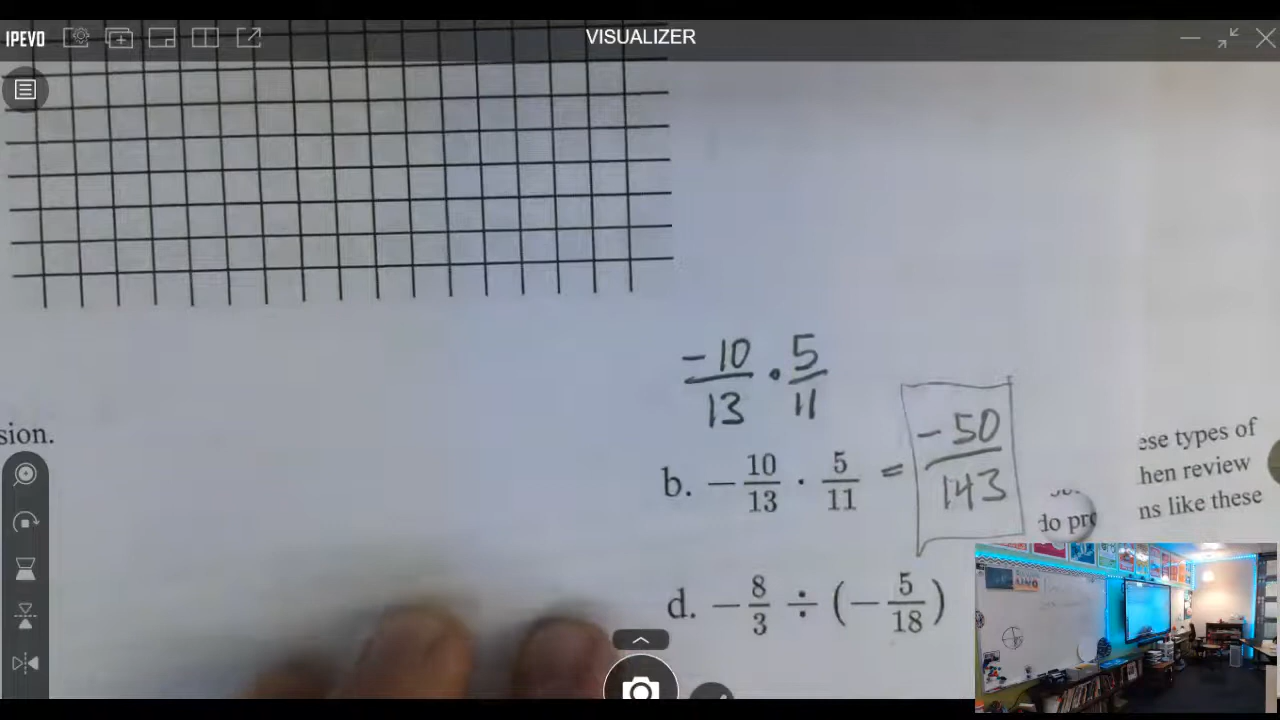 IPEVO
VISUALIZER
-10/13 · 5/11
b. -10/13 · 5/11 = -50/143
d. -8/3 ÷ (-5/18)
sion.
ese types of
hen review
do pro
ns like these